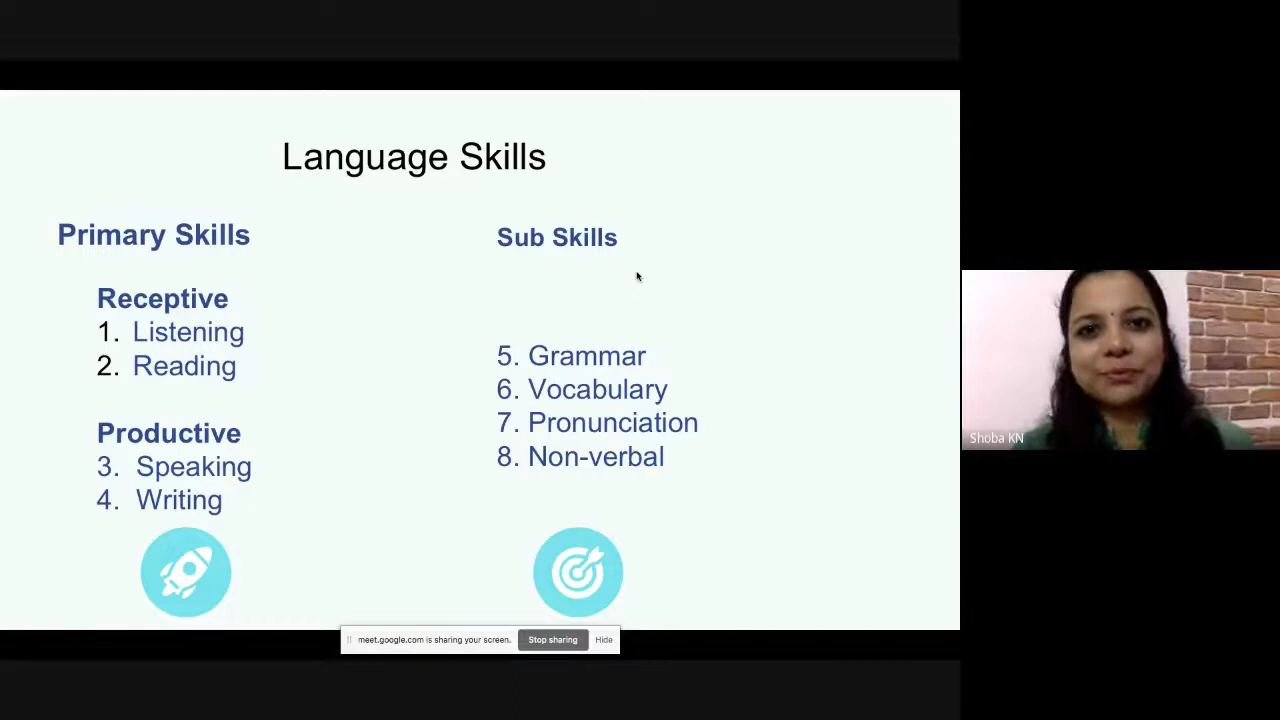 Language Skills
Primary Skills
Receptive
1. Listening
2. Reading
Productive
3. Speaking
4. Writing
Sub Skills
5. Grammar
6. Vocabulary
7. Pronunciation
8. Non-verbal
Shoba KN
meet.google.com is sharing your screen. Stop sharing Hide